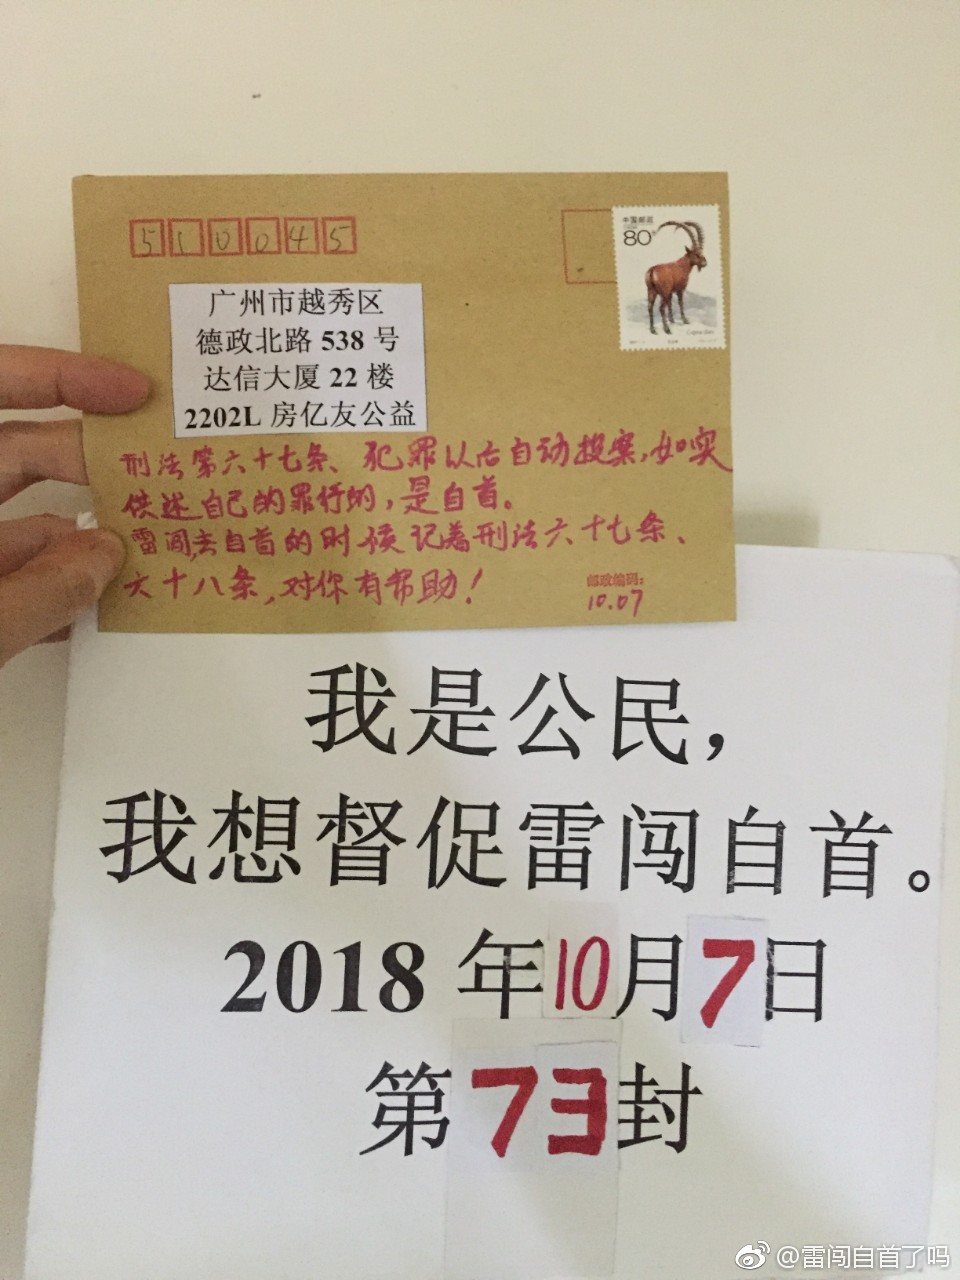 510045
中国邮政
80分
广州市越秀区
德政北路 538 号
达信大厦 22 楼
2202L 房亿友公益
刑法第六十七条、犯罪以后自动投案,如实
供述自己的罪行的,是自首。
雷闯,去自首的时候记着刑法六十七条、
六十八条,对你有帮助!
邮政编码:
10.07
我是公民,
我想督促雷闯自首。
2018 年10月7日
第73封
@雷闯自首了吗